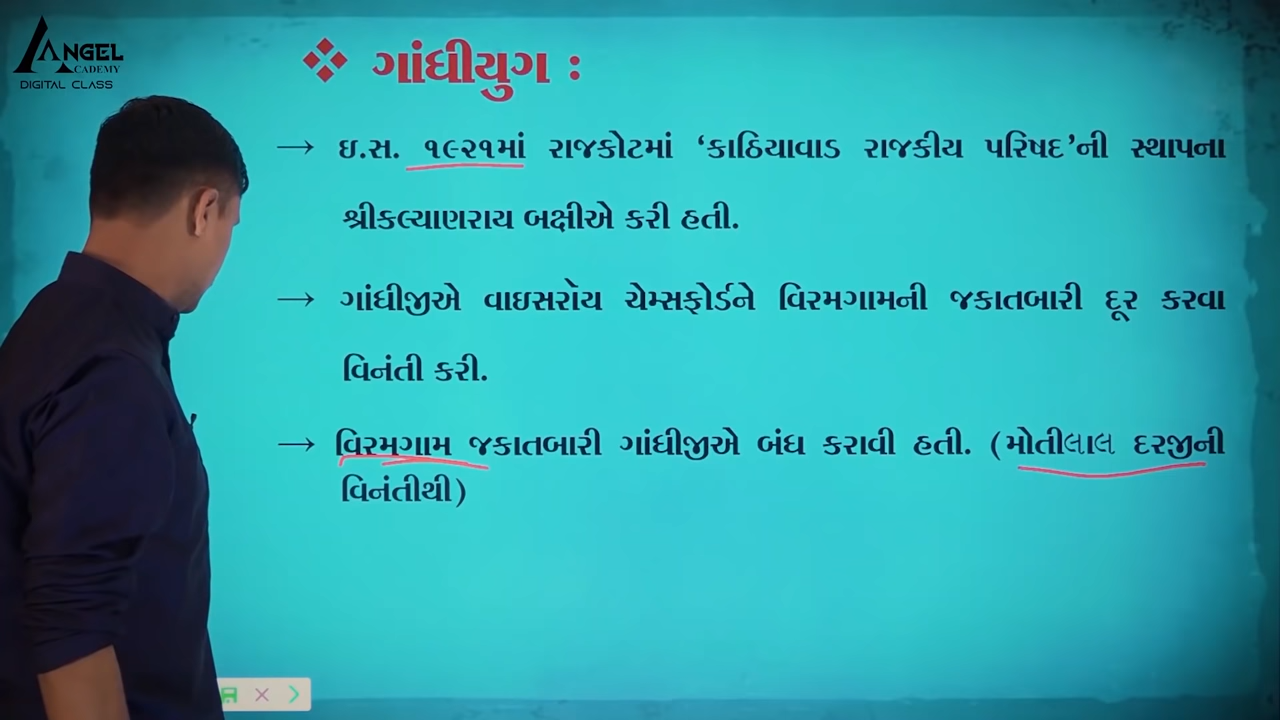 ANGEL
ACADEMY
DIGITAL CLASS
❖ ગાંધીયુગ :
→ ઇ.સ. ૧૯૨૧માં રાજકોટમાં ‘કાઠિયાવાડ રાજકીય પરિષદ’ની સ્થાપના
શ્રીકલ્યાણરાય બક્ષીએ કરી હતી.
→ ગાંધીજીએ વાઇસરૉય ચેમ્સફોર્ડને વિરમગામની જકાતબારી દૂર કરવા
વિનંતી કરી.
→ વિરમગામ જકાતબારી ગાંધીજીએ બંધ કરાવી હતી. (મોતીલાલ દરજીની
વિનંતીથી)